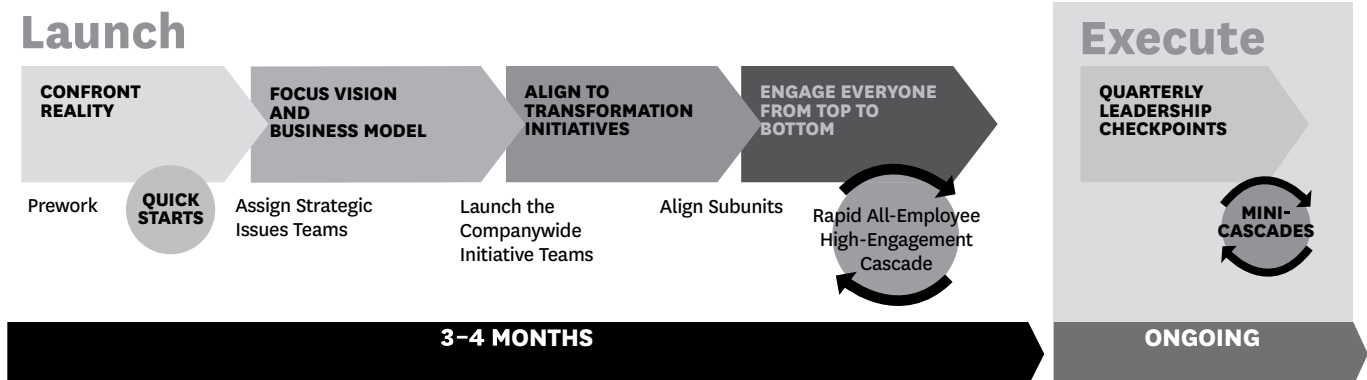 Launch
CONFRONT
REALITY
FOCUS VISION
AND
BUSINESS MODEL
ALIGN TO
TRANSFORMATION
INITIATIVES
ENGAGE EVERYONE
FROM TOP TO
BOTTOM
Prework
QUICK
STARTS
Assign Strategic
Issues Teams
Launch the
Companywide
Initiative Teams
Align Subunits
Rapid All-Employee
High-Engagement
Cascade
3–4 MONTHS
Execute
QUARTERLY
LEADERSHIP
CHECKPOINTS
MINI-
CASCADES
ONGOING